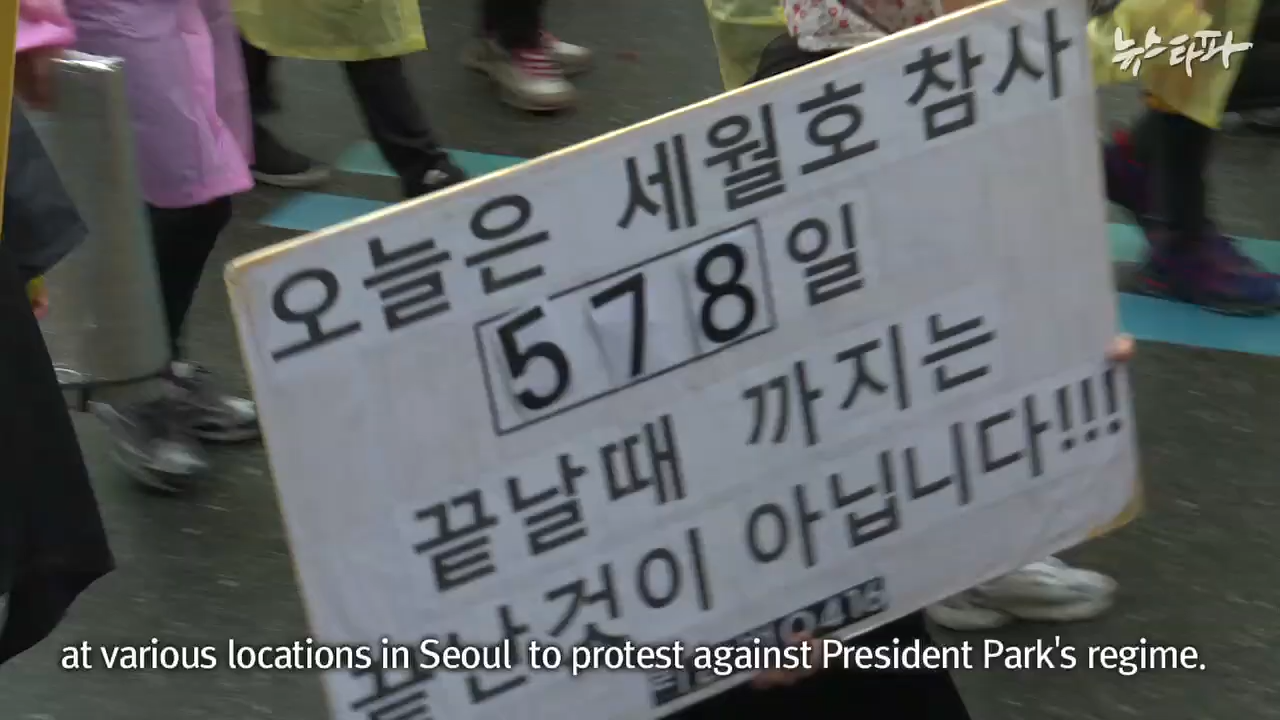 뉴스타파
오늘은 세월호 참사
578일
끝날때 까지는
끝난것이 아닙니다!!!
at various locations in Seoul to protest against President Park's regime.